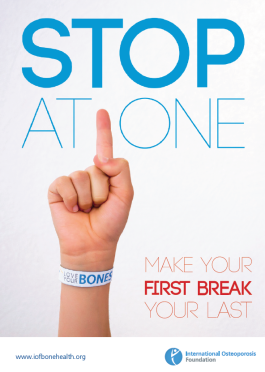 STOP
AT ONE
LOVE YOUR BONES
MAKE YOUR
FIRST BREAK
YOUR LAST
www.iofbonehealth.org
International Osteoporosis
Foundation